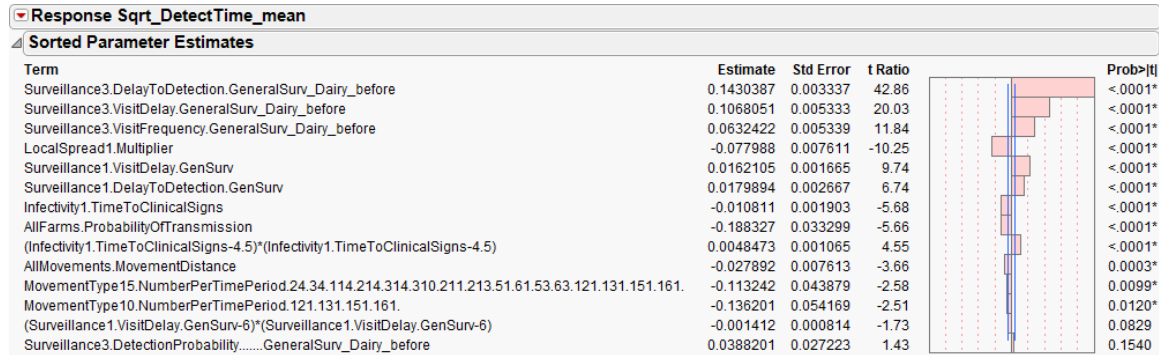 Response Sqrt_DetectTime_mean
Sorted Parameter Estimates
Term Estimate Std Error t Ratio Prob>|t|
Surveillance3.DelayToDetection.GeneralSurv_Dairy_before 0.1430387 0.003337 42.86 <.0001*
Surveillance3.VisitDelay.GeneralSurv_Dairy_before 0.1068051 0.005333 20.03 <.0001*
Surveillance3.VisitFrequency.GeneralSurv_Dairy_before 0.0632422 0.005339 11.84 <.0001*
LocalSpread1.Multiplier -0.077988 0.007611 -10.25 <.0001*
Surveillance1.VisitDelay.GenSurv 0.0162105 0.001665 9.74 <.0001*
Surveillance1.DelayToDetection.GenSurv 0.0179894 0.002667 6.74 <.0001*
Infectivity1.TimeToClinicalSigns -0.010811 0.001903 -5.68 <.0001*
AllFarms.ProbabilityOfTransmission -0.188327 0.033299 -5.66 <.0001*
(Infectivity1.TimeToClinicalSigns-4.5)*(Infectivity1.TimeToClinicalSigns-4.5) 0.0048473 0.001065 4.55 <.0001*
AllMovements.MovementDistance -0.027892 0.007613 -3.66 0.0003*
MovementType15.NumberPerTimePeriod.24.34.114.214.314.310.211.213.51.61.53.63.121.131.151.161. -0.113242 0.043879 -2.58 0.0099*
MovementType10.NumberPerTimePeriod.121.131.151.161. -0.136201 0.054169 -2.51 0.0120*
(Surveillance1.VisitDelay.GenSurv-6)*(Surveillance1.VisitDelay.GenSurv-6) -0.001412 0.000814 -1.73 0.0829
Surveillance3.DetectionProbability.......GeneralSurv_Dairy_before 0.0388201 0.027223 1.43 0.1540